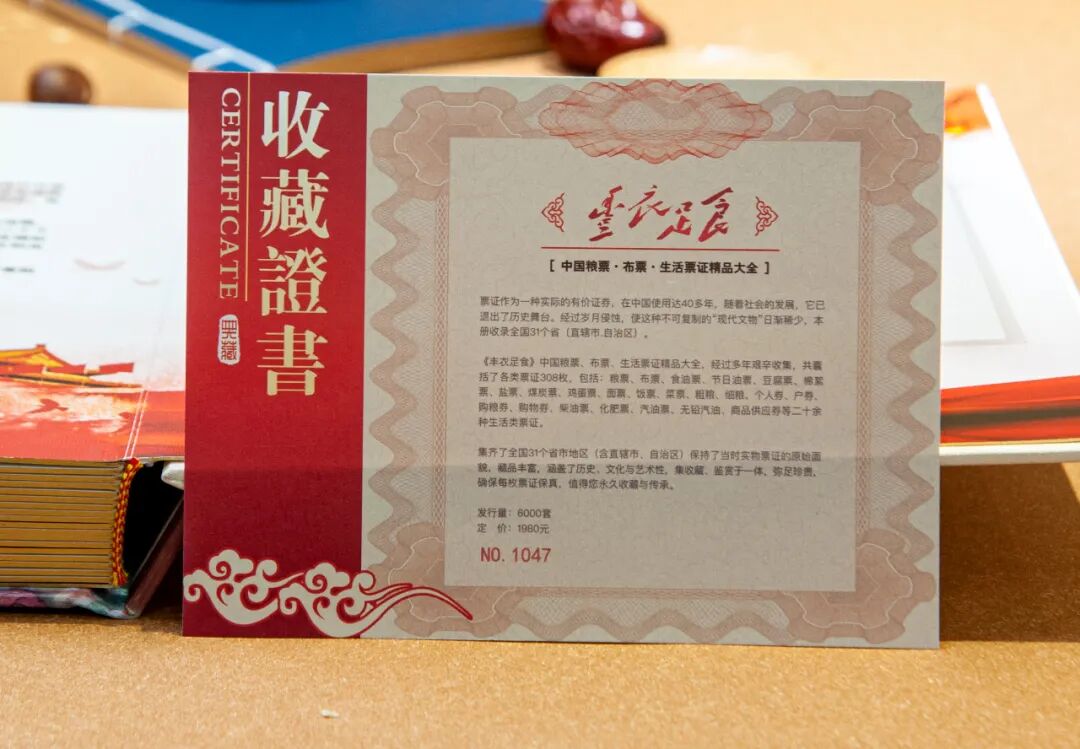 收藏證書
CERTIFICATE
豐衣足食
[ 中国粮票·布票·生活票证精品大全 ]
票证作为一种实际的有价证券，在中国使用达40多年，随着社会的发展，它已
退出了历史舞台。经过岁月侵蚀，使这种不可复制的“现代文物”日渐稀少，本
册收录全国31个省（直辖市.自治区）。
《丰衣足食》中国粮票、布票、生活票证精品大全，经过多年艰辛收集，共囊
括了各类票证308枚，包括：粮票、布票、食油票、节日油票、豆腐票、棉絮
票、盐票、煤炭票、鸡蛋票、面票、饭票、菜票、粗粮、细粮、个人券、户券、
购粮券、购物券、柴油票、化肥票、汽油票、无铅汽油、商品供应券等二十余
种生活类票证。
集齐了全国31个省市地区（含直辖市、自治区）保持了当时实物票证的原始面
貌，藏品丰富，涵盖了历史、文化与艺术性，集收藏、鉴赏于一体、弥足珍贵，
确保每枚票证保真，值得您永久收藏与传承。
发行量：6000套
定 价：1980元
NO. 1047